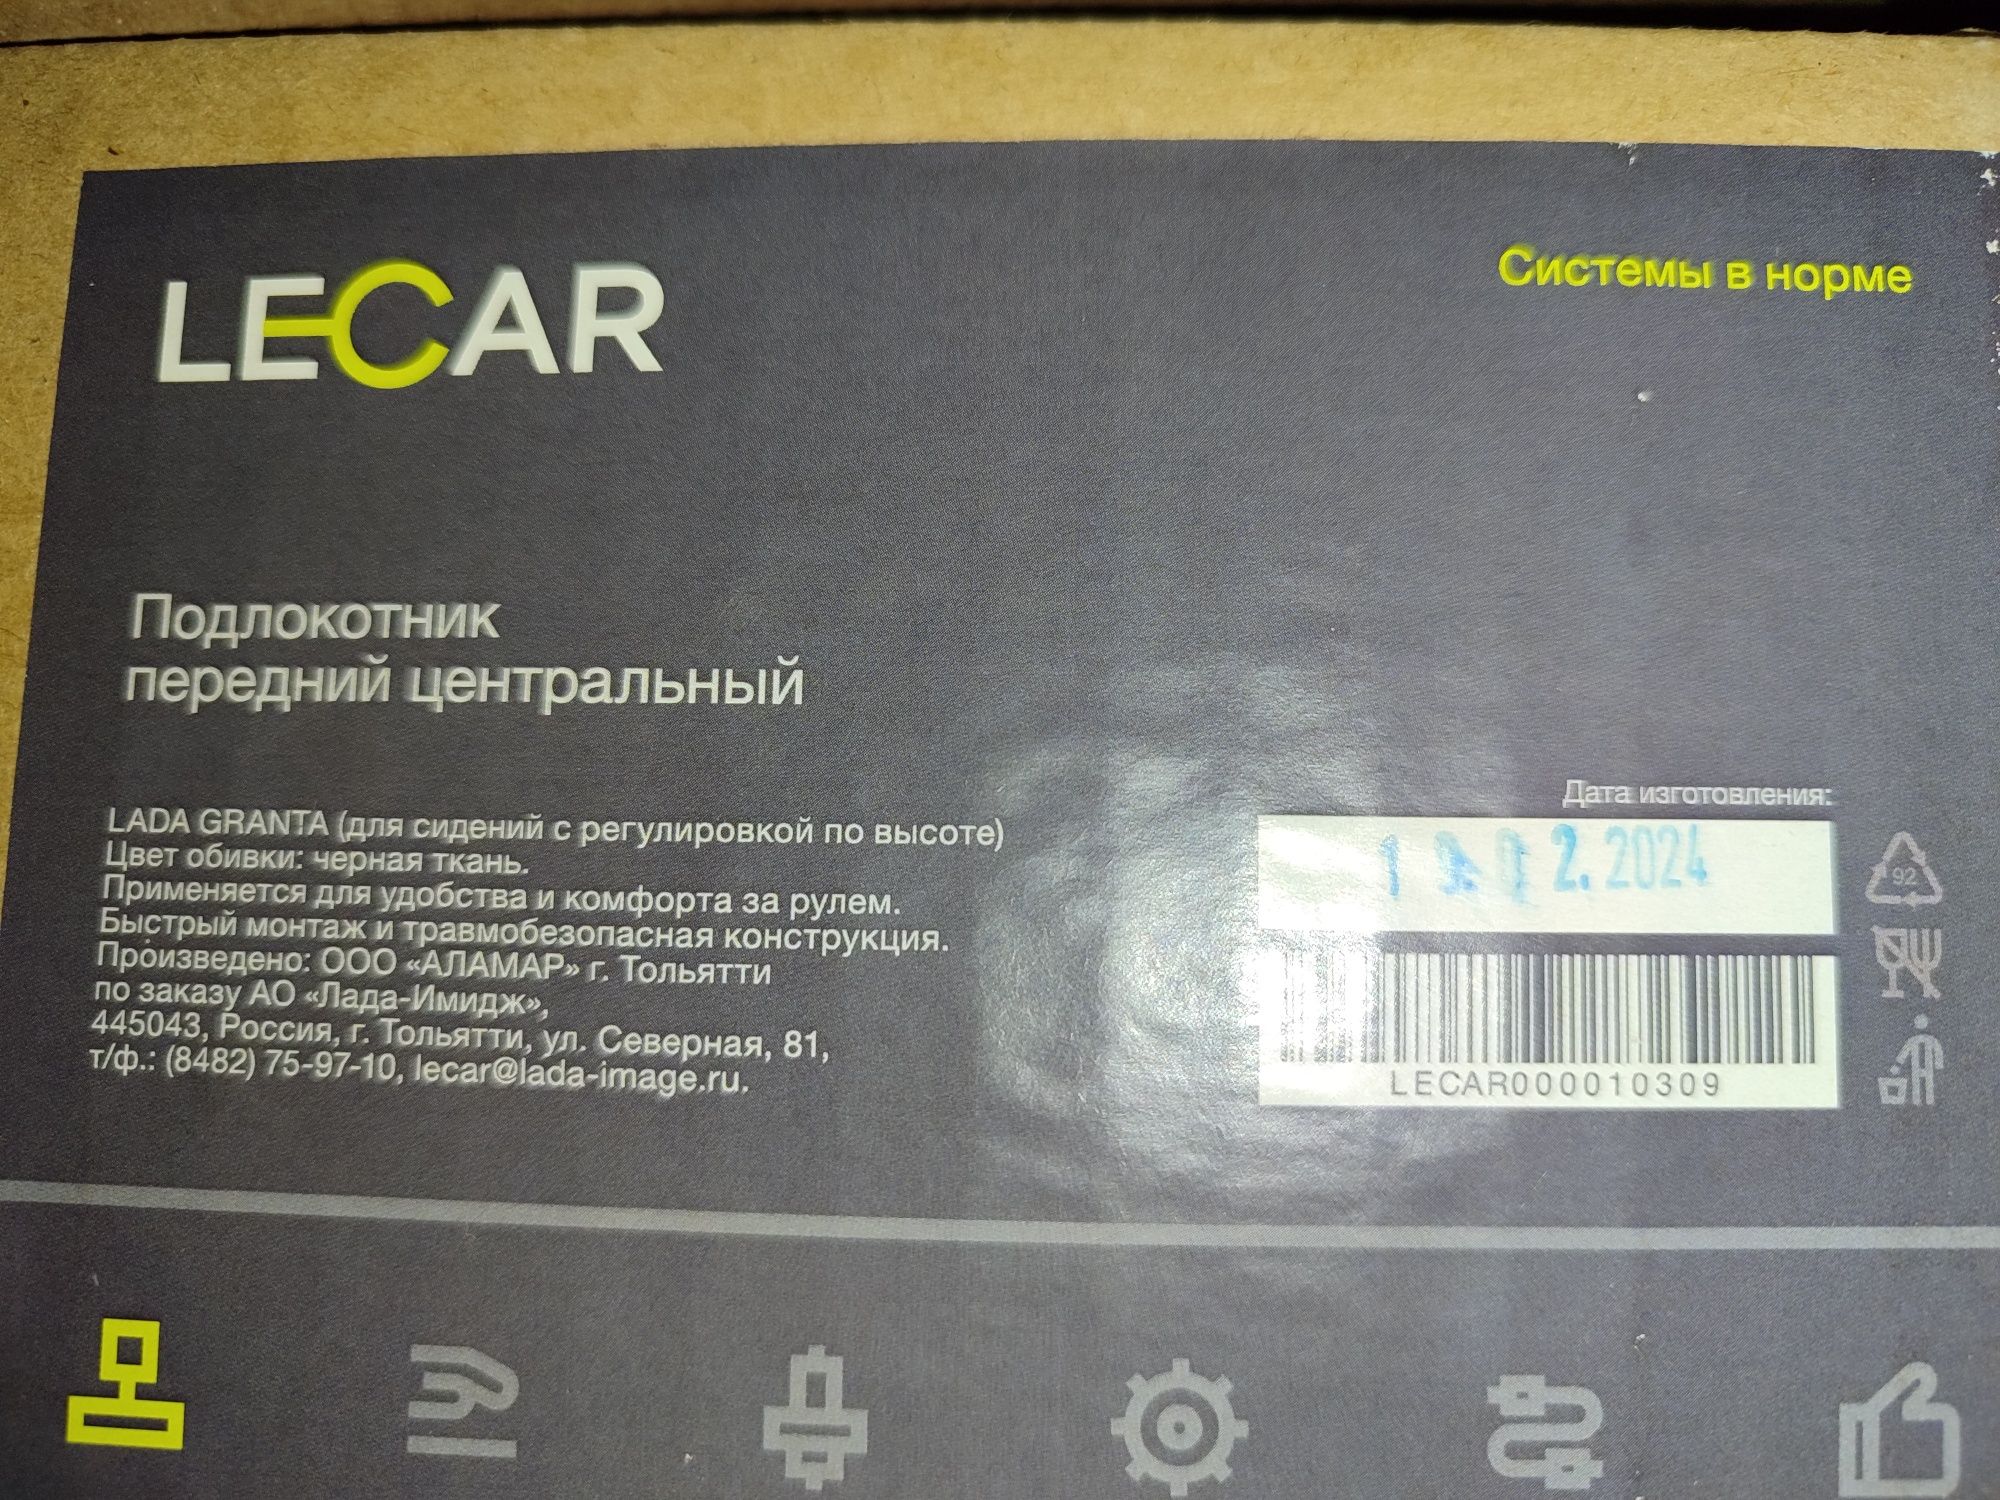 LECAR
Системы в норме
Подлокотник
передний центральный
LADA GRANTA (для сидений с регулировкой по высоте)
Цвет обивки: черная ткань.
Применяется для удобства и комфорта за рулем.
Быстрый монтаж и травмобезопасная конструкция.
Произведено: ООО «АЛАМАР» г. Тольятти
по заказу АО «Лада-Имидж»,
445043, Россия, г. Тольятти, ул. Северная, 81,
т/ф.: (8482) 75-97-10, lecar@lada-image.ru.
Дата изготовления:
2.2024
LECAR000010309
92